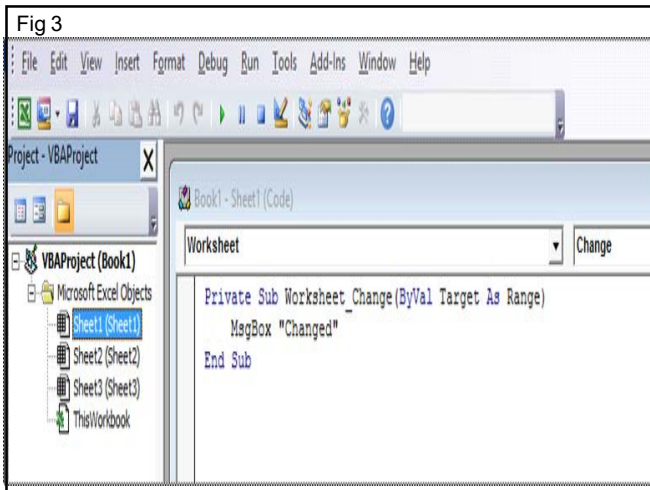 Fig 3
File Edit View Insert Format Debug Run Tools Add-Ins Window Help
Project - VBAProject
X
Book1 - Sheet1 (Code)
Worksheet
Change
VBAProject (Book1)
Microsoft Excel Objects
Sheet1 (Sheet1)
Sheet2 (Sheet2)
Sheet3 (Sheet3)
ThisWorkbook
Private Sub Worksheet_Change(ByVal Target As Range)
MsgBox "Changed"
End Sub